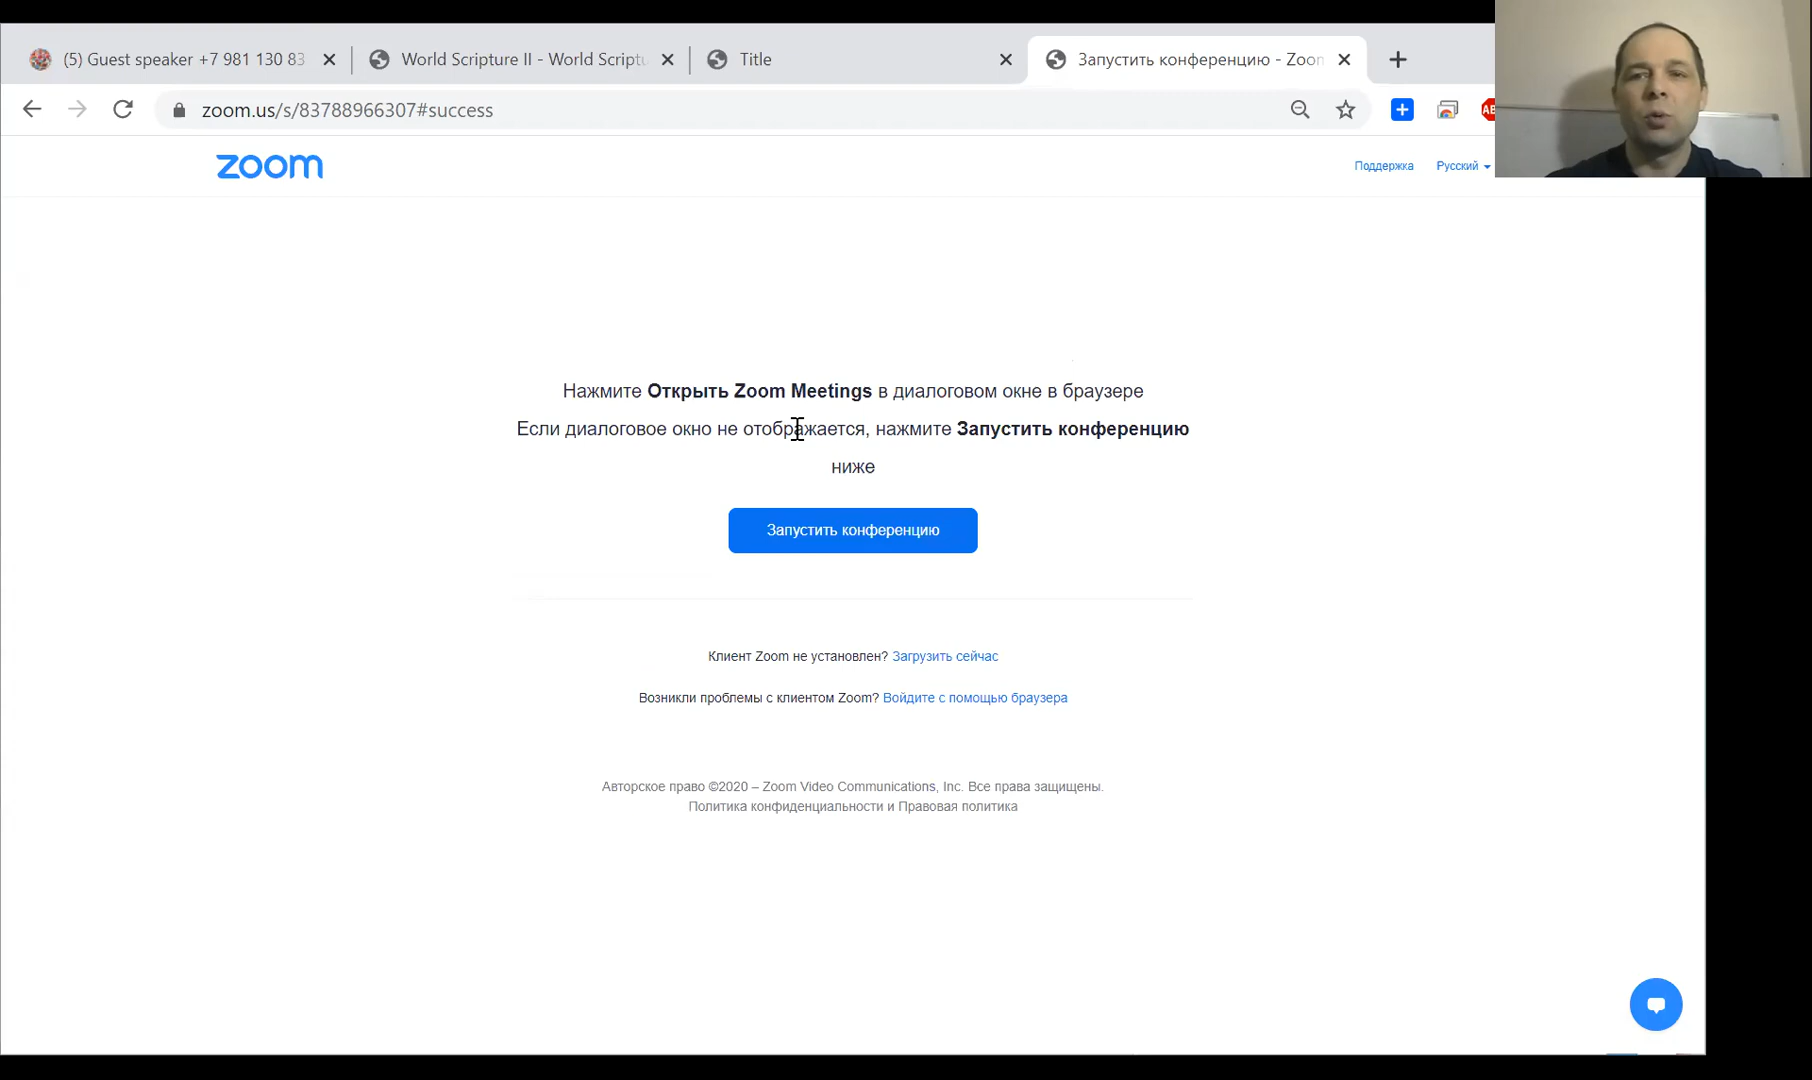 (5) Guest speaker +7 981 130 83
World Scripture II - World Scriptu
Title
Запустить конференцию - Zoom
zoom.us/s/83788966307#success
zoom
Поддержка
Русский
Нажмите Открыть Zoom Meetings в диалоговом окне в браузере
Если диалоговое окно не отображается, нажмите Запустить конференцию
ниже
Запустить конференцию
Клиент Zoom не установлен? Загрузить сейчас
Возникли проблемы с клиентом Zoom? Войдите с помощью браузера
Авторское право ©2020 – Zoom Video Communications, Inc. Все права защищены.
Политика конфиденциальности и Правовая политика